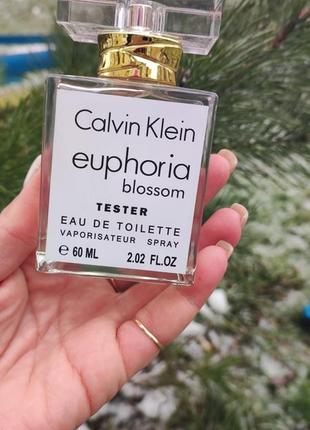 Calvin Klein
euphoria
blossom
TESTER
EAU DE TOILETTE
VAPORISATEUR SPRAY
℮ 60 ML 2.02 FL.OZ